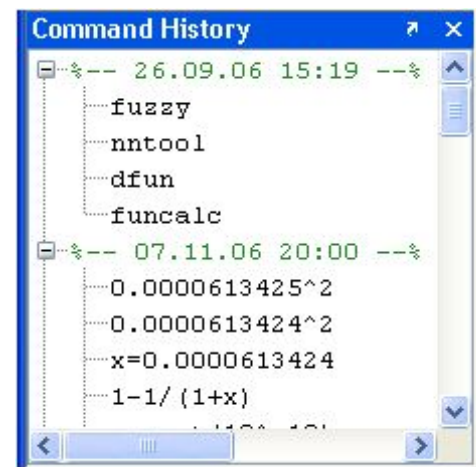 Command History
%-- 26.09.06 15:19 --%
fuzzy
nntool
dfun
funcalc
%-- 07.11.06 20:00 --%
0.0000613425^2
0.0000613424^2
x=0.0000613424
1-1/(1+x)